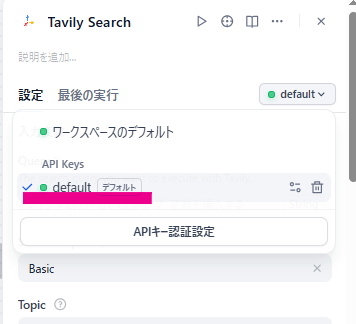 Tavily Search
説明を追加...
設定 最後の実行 default
ワークスペースのデフォルト
API Keys
default デフォルト
APIキー認証設定
Basic
Topic